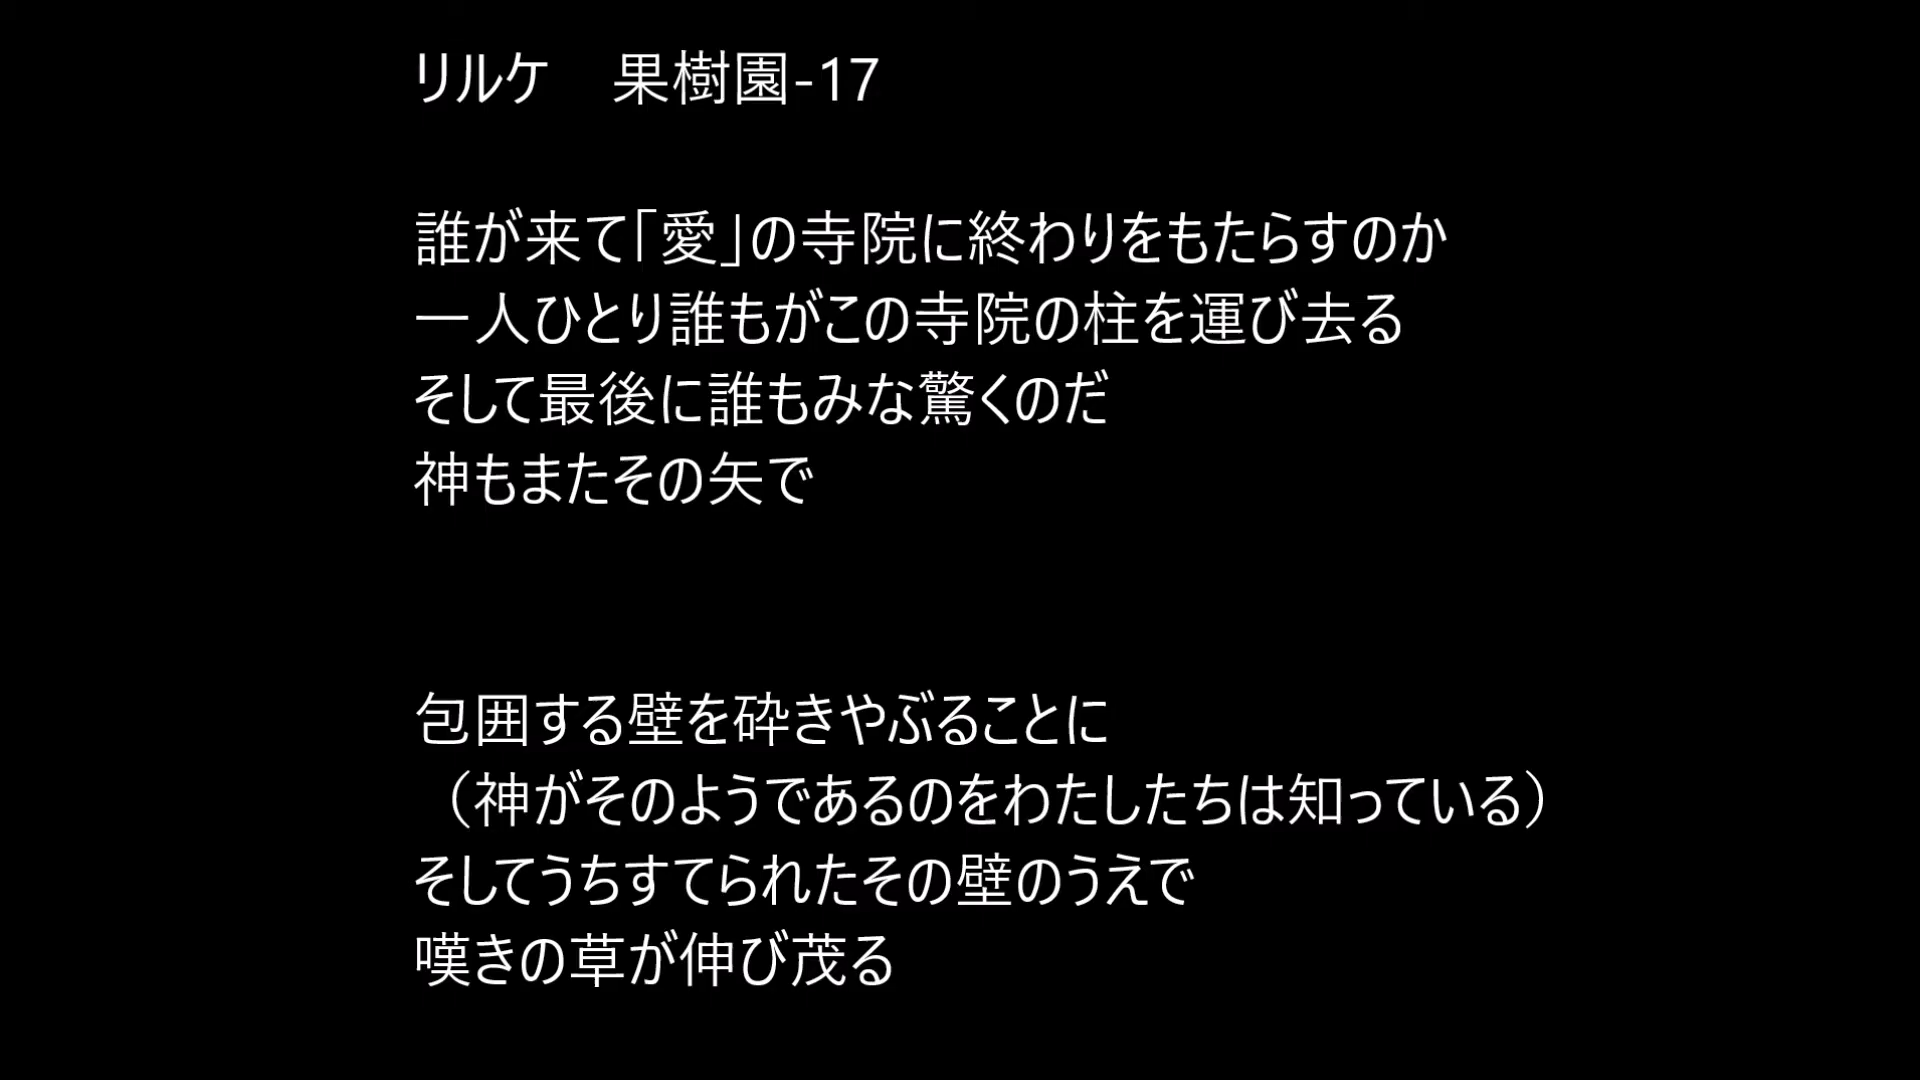 リルケ　果樹園-17
誰が来て「愛」の寺院に終わりをもたらすのか
一人ひとり誰もがこの寺院の柱を運び去る
そして最後に誰もみな驚くのだ
神もまたその矢で
包囲する壁を砕きやぶることに
（神がそのようであるのをわたしたちは知っている）
そしてうちすてられたその壁のうえで
嘆きの草が伸び茂る